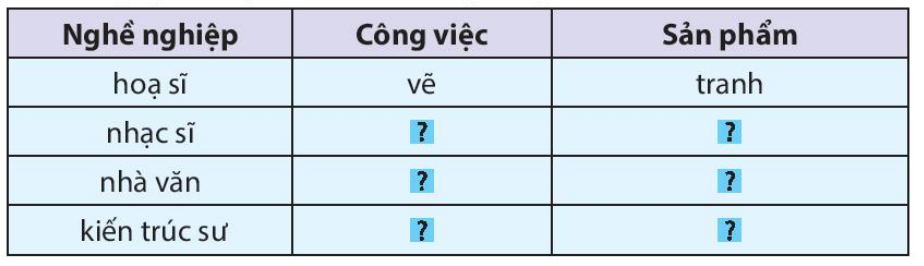 Nghề nghiệp Công việc Sản phẩm
hoạ sĩ vẽ tranh
nhạc sĩ ? ?
nhà văn ? ?
kiến trúc sư ? ?